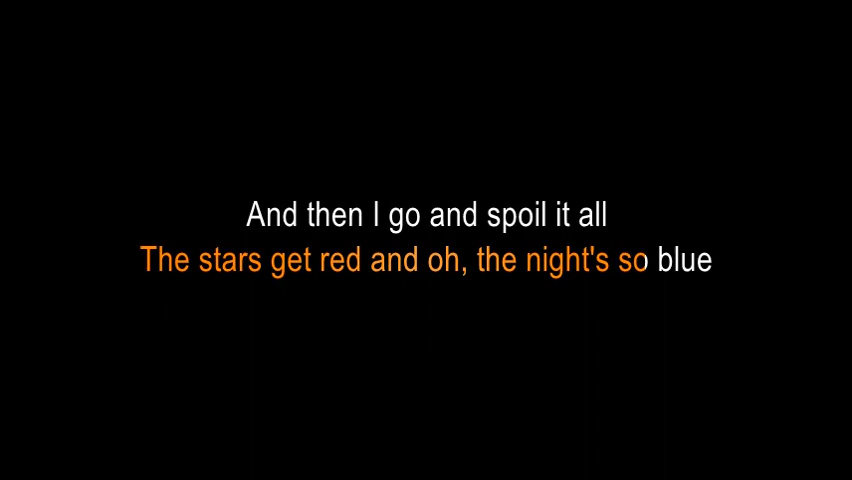 And then I go and spoil it all
The stars get red and oh, the night's so blue